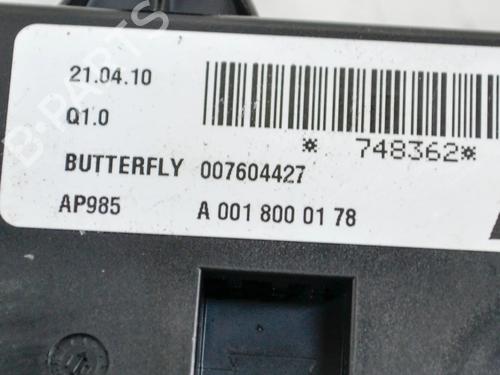 21.04.10
Q1.0
* 748362*
BUTTERFLY 007604427
AP985 A 001 800 01 78
B-PARTS